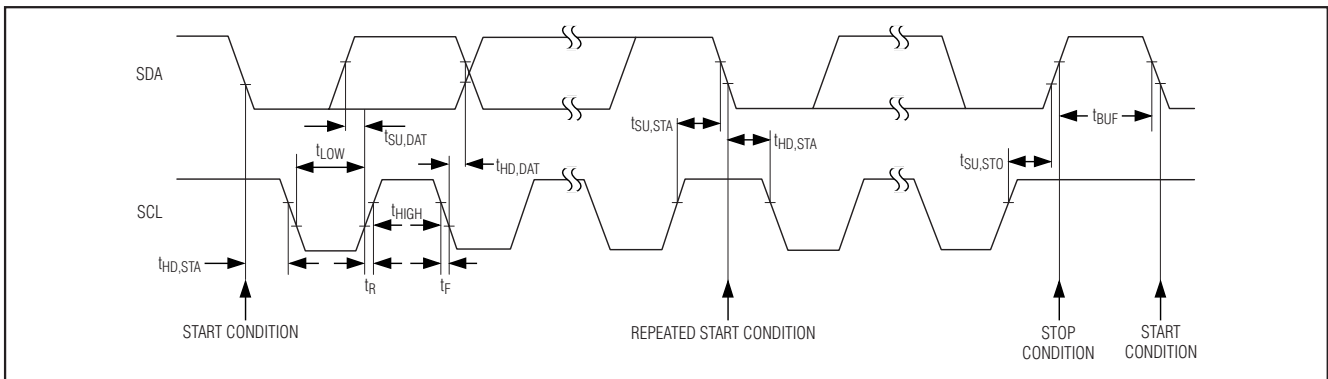 SDA
tSU,DAT
tLOW
tHD,DAT
tSU,STA
tHD,STA
tBUF
tSU,STO
SCL
tHIGH
tHD,STA
tR
tF
START CONDITION
REPEATED START CONDITION
STOP
CONDITION
START
CONDITION